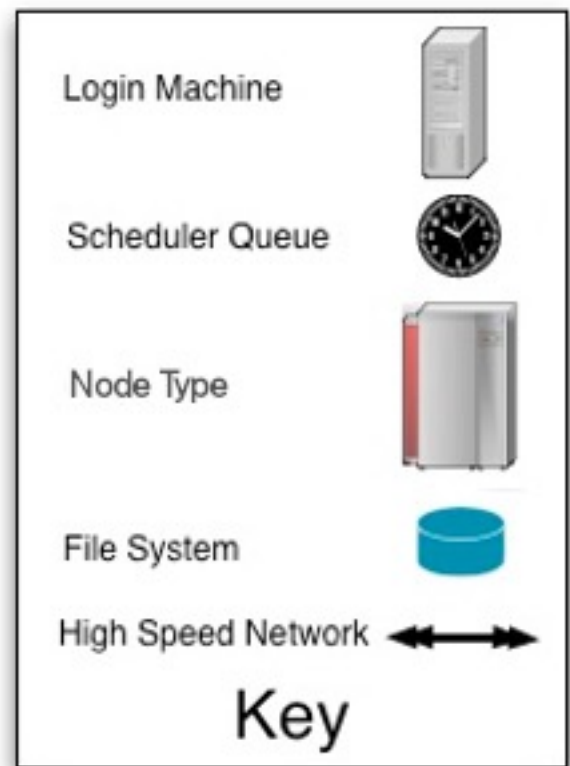 Login Machine
Scheduler Queue
Node Type
File System
High Speed Network
Key